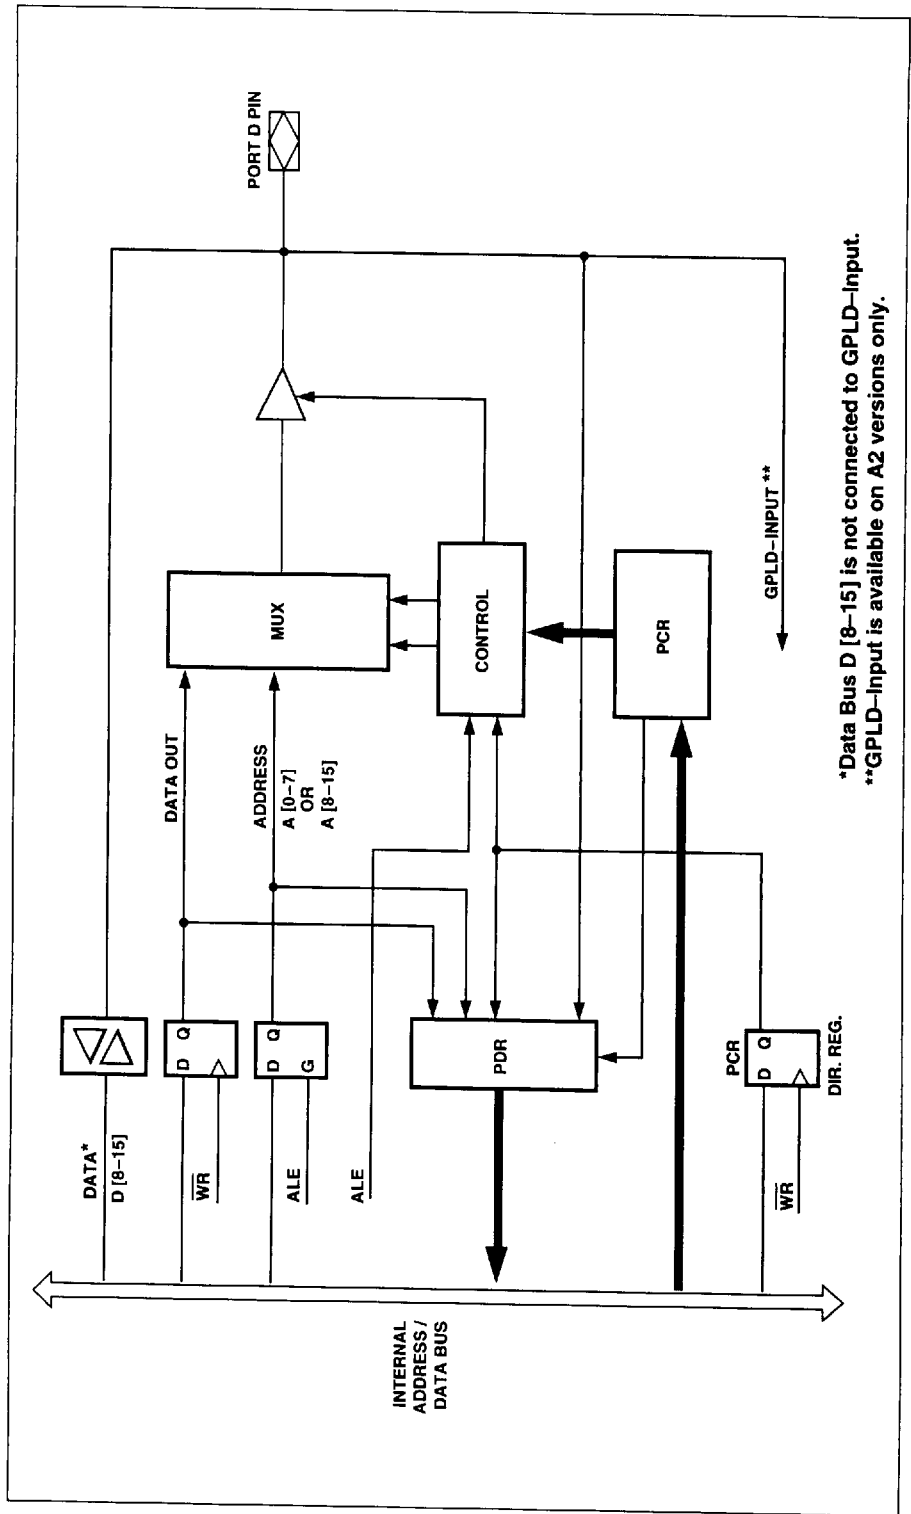 PORT D PIN
DATA OUT
ADDRESS
A [0–7]
OR
A [8–15]
MUX
CONTROL
PCR
GPLD–INPUT **
DATA*
D [8–15]
D Q
WR
D Q
G
ALE
ALE
PDR
PCR
D Q
DIR. REG.
WR
INTERNAL
ADDRESS /
DATA BUS
*Data Bus D [8–15] is not connected to GPLD–Input.
**GPLD–Input is available on A2 versions only.